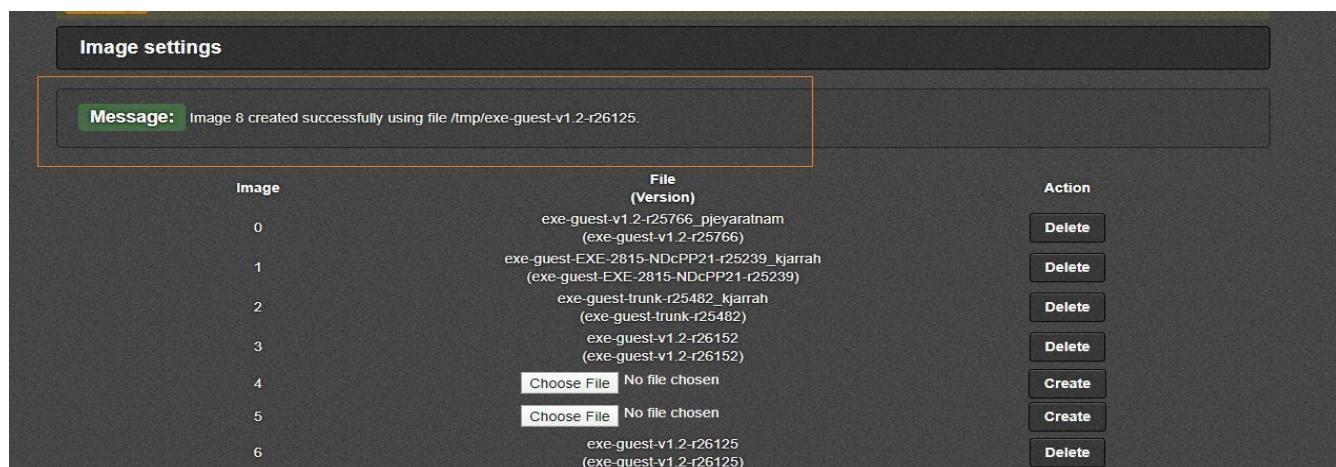 Image settings
Message: Image 8 created successfully using file /tmp/exe-guest-v1.2-r26125.
Image File Action
(Version)
0 exe-guest-v1.2-r25766_pjeyaratnam Delete
(exe-guest-v1.2-r25766)
1 exe-guest-EXE-2815-NDcPP21-r25239_kjarrah Delete
(exe-guest-EXE-2815-NDcPP21-r25239)
2 exe-guest-trunk-r25482_kjarrah Delete
(exe-guest-trunk-r25482)
3 exe-guest-v1.2-r26152 Delete
(exe-guest-v1.2-r26152)
4 Choose File No file chosen Create
5 Choose File No file chosen Create
6 exe-guest-v1.2-r26125 Delete
(exe-guest-v1.2-r26125)